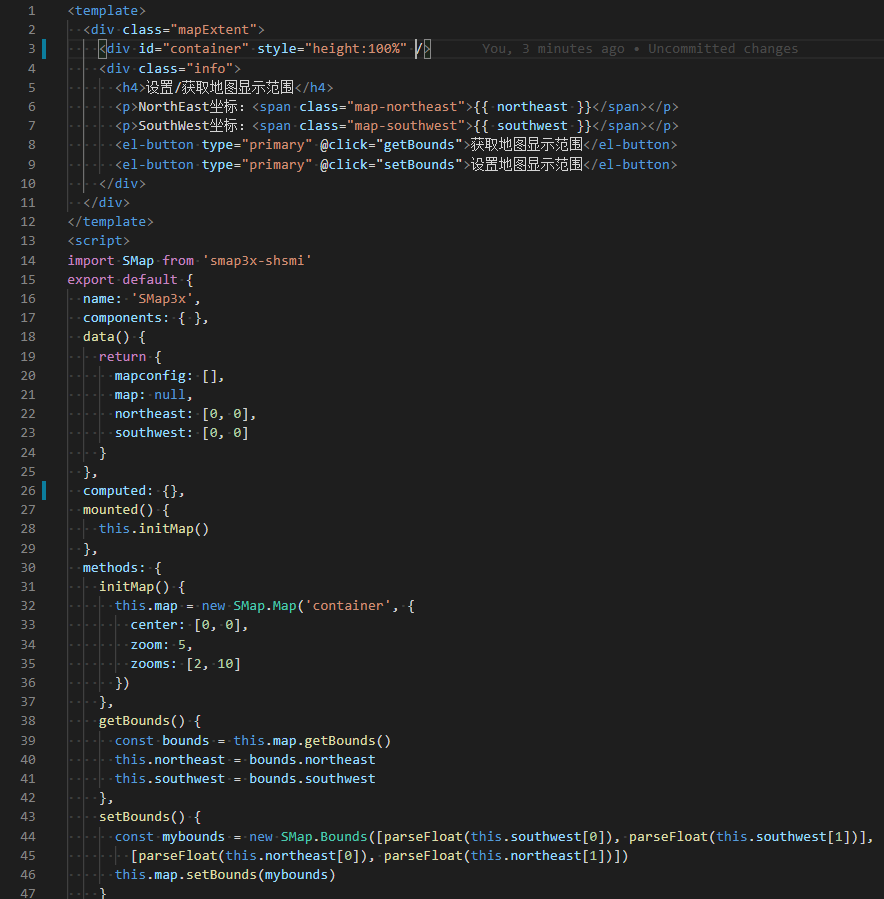 1 <template>
2 <div class="mapExtent">
3 <div id="container" style="height:100%" /> You, 3 minutes ago • Uncommitted changes
4 <div class="info">
5 <h4>设置/获取地图显示范围</h4>
6 <p>NorthEast坐标：<span class="map-northeast">{{ northeast }}</span></p>
7 <p>SouthWest坐标：<span class="map-southwest">{{ southwest }}</span></p>
8 <el-button type="primary" @click="getBounds">获取地图显示范围</el-button>
9 <el-button type="primary" @click="setBounds">设置地图显示范围</el-button>
10 </div>
11 </div>
12 </template>
13 <script>
14 import SMap from 'smap3x-shsmi'
15 export default {
16 name: 'SMap3x',
17 components: { },
18 data() {
19 return {
20 mapconfig: [],
21 map: null,
22 northeast: [0, 0],
23 southwest: [0, 0]
24 }
25 },
26 computed: {},
27 mounted() {
28 this.initMap()
29 },
30 methods: {
31 initMap() {
32 this.map = new SMap.Map('container', {
33 center: [0, 0],
34 zoom: 5,
35 zooms: [2, 10]
36 })
37 },
38 getBounds() {
39 const bounds = this.map.getBounds()
40 this.northeast = bounds.northeast
41 this.southwest = bounds.southwest
42 },
43 setBounds() {
44 const mybounds = new SMap.Bounds([parseFloat(this.southwest[0]), parseFloat(this.southwest[1])],
45 [parseFloat(this.northeast[0]), parseFloat(this.northeast[1])])
46 this.map.setBounds(mybounds)
47 }